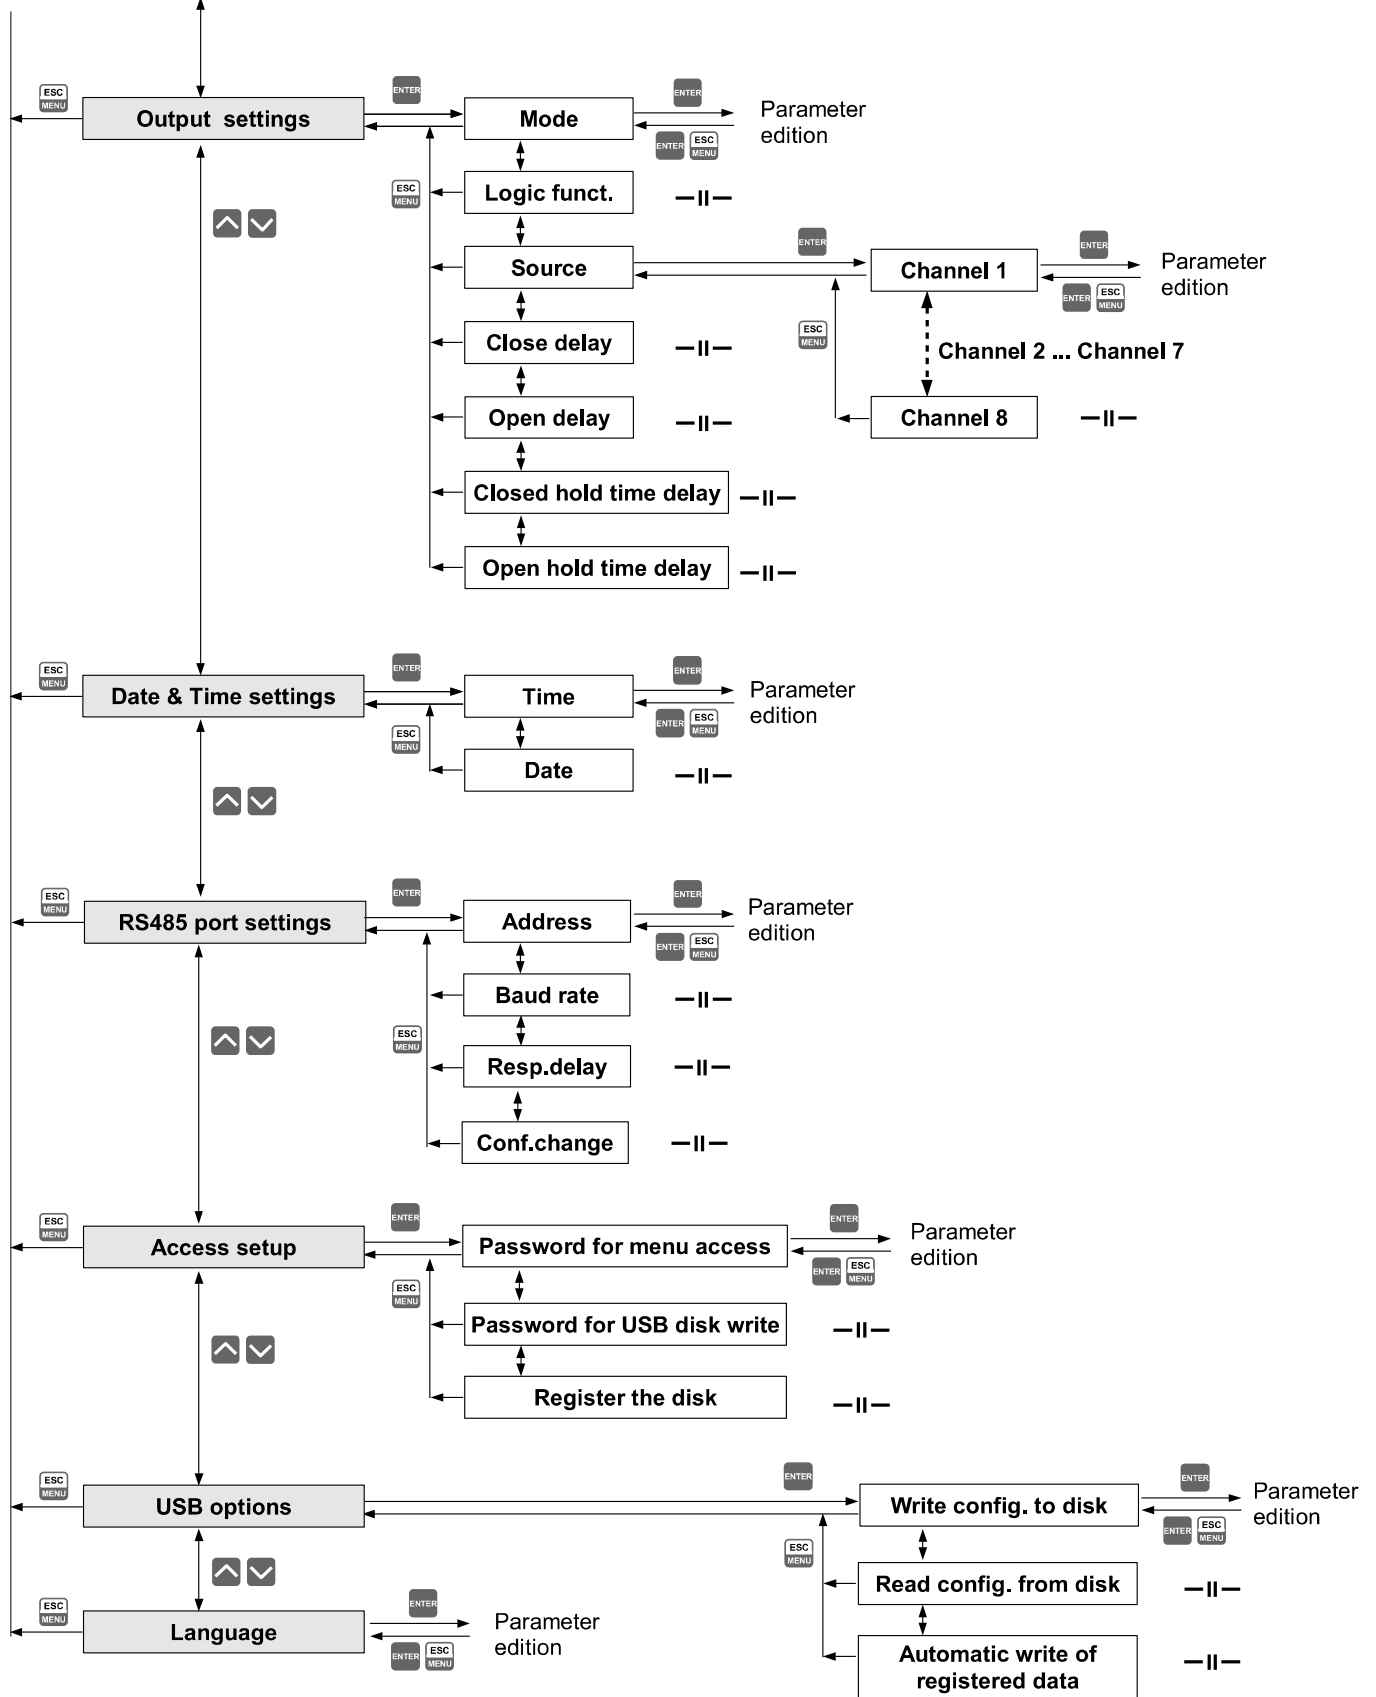 ESC
MENU
Output settings
ENTER
Mode
ENTER
ENTER
ESC
MENU
Parameter
edition
ESC
MENU
Logic funct.
—II—
Source
ENTER
Channel 1
ENTER
ENTER
ESC
MENU
Parameter
edition
Close delay
—II—
ESC
MENU
Channel 2 ... Channel 7
Open delay
—II—
Channel 8
—II—
Closed hold time delay
—II—
Open hold time delay
—II—
ESC
MENU
Date & Time settings
ENTER
Time
ENTER
ENTER
ESC
MENU
Parameter
edition
ESC
MENU
Date
—II—
ESC
MENU
RS485 port settings
ENTER
Address
ENTER
ENTER
ESC
MENU
Parameter
edition
Baud rate
—II—
ESC
MENU
Resp.delay
—II—
Conf.change
—II—
ESC
MENU
Access setup
ENTER
Password for menu access
ENTER
ENTER
ESC
MENU
Parameter
edition
ESC
MENU
Password for USB disk write
—II—
Register the disk
—II—
ESC
MENU
USB options
ENTER
Write config. to disk
ENTER
ENTER
ESC
MENU
Parameter
edition
ESC
MENU
Read config. from disk
—II—
ESC
MENU
Language
ENTER
ENTER
ESC
MENU
Parameter
edition
Automatic write of
registered data
—II—